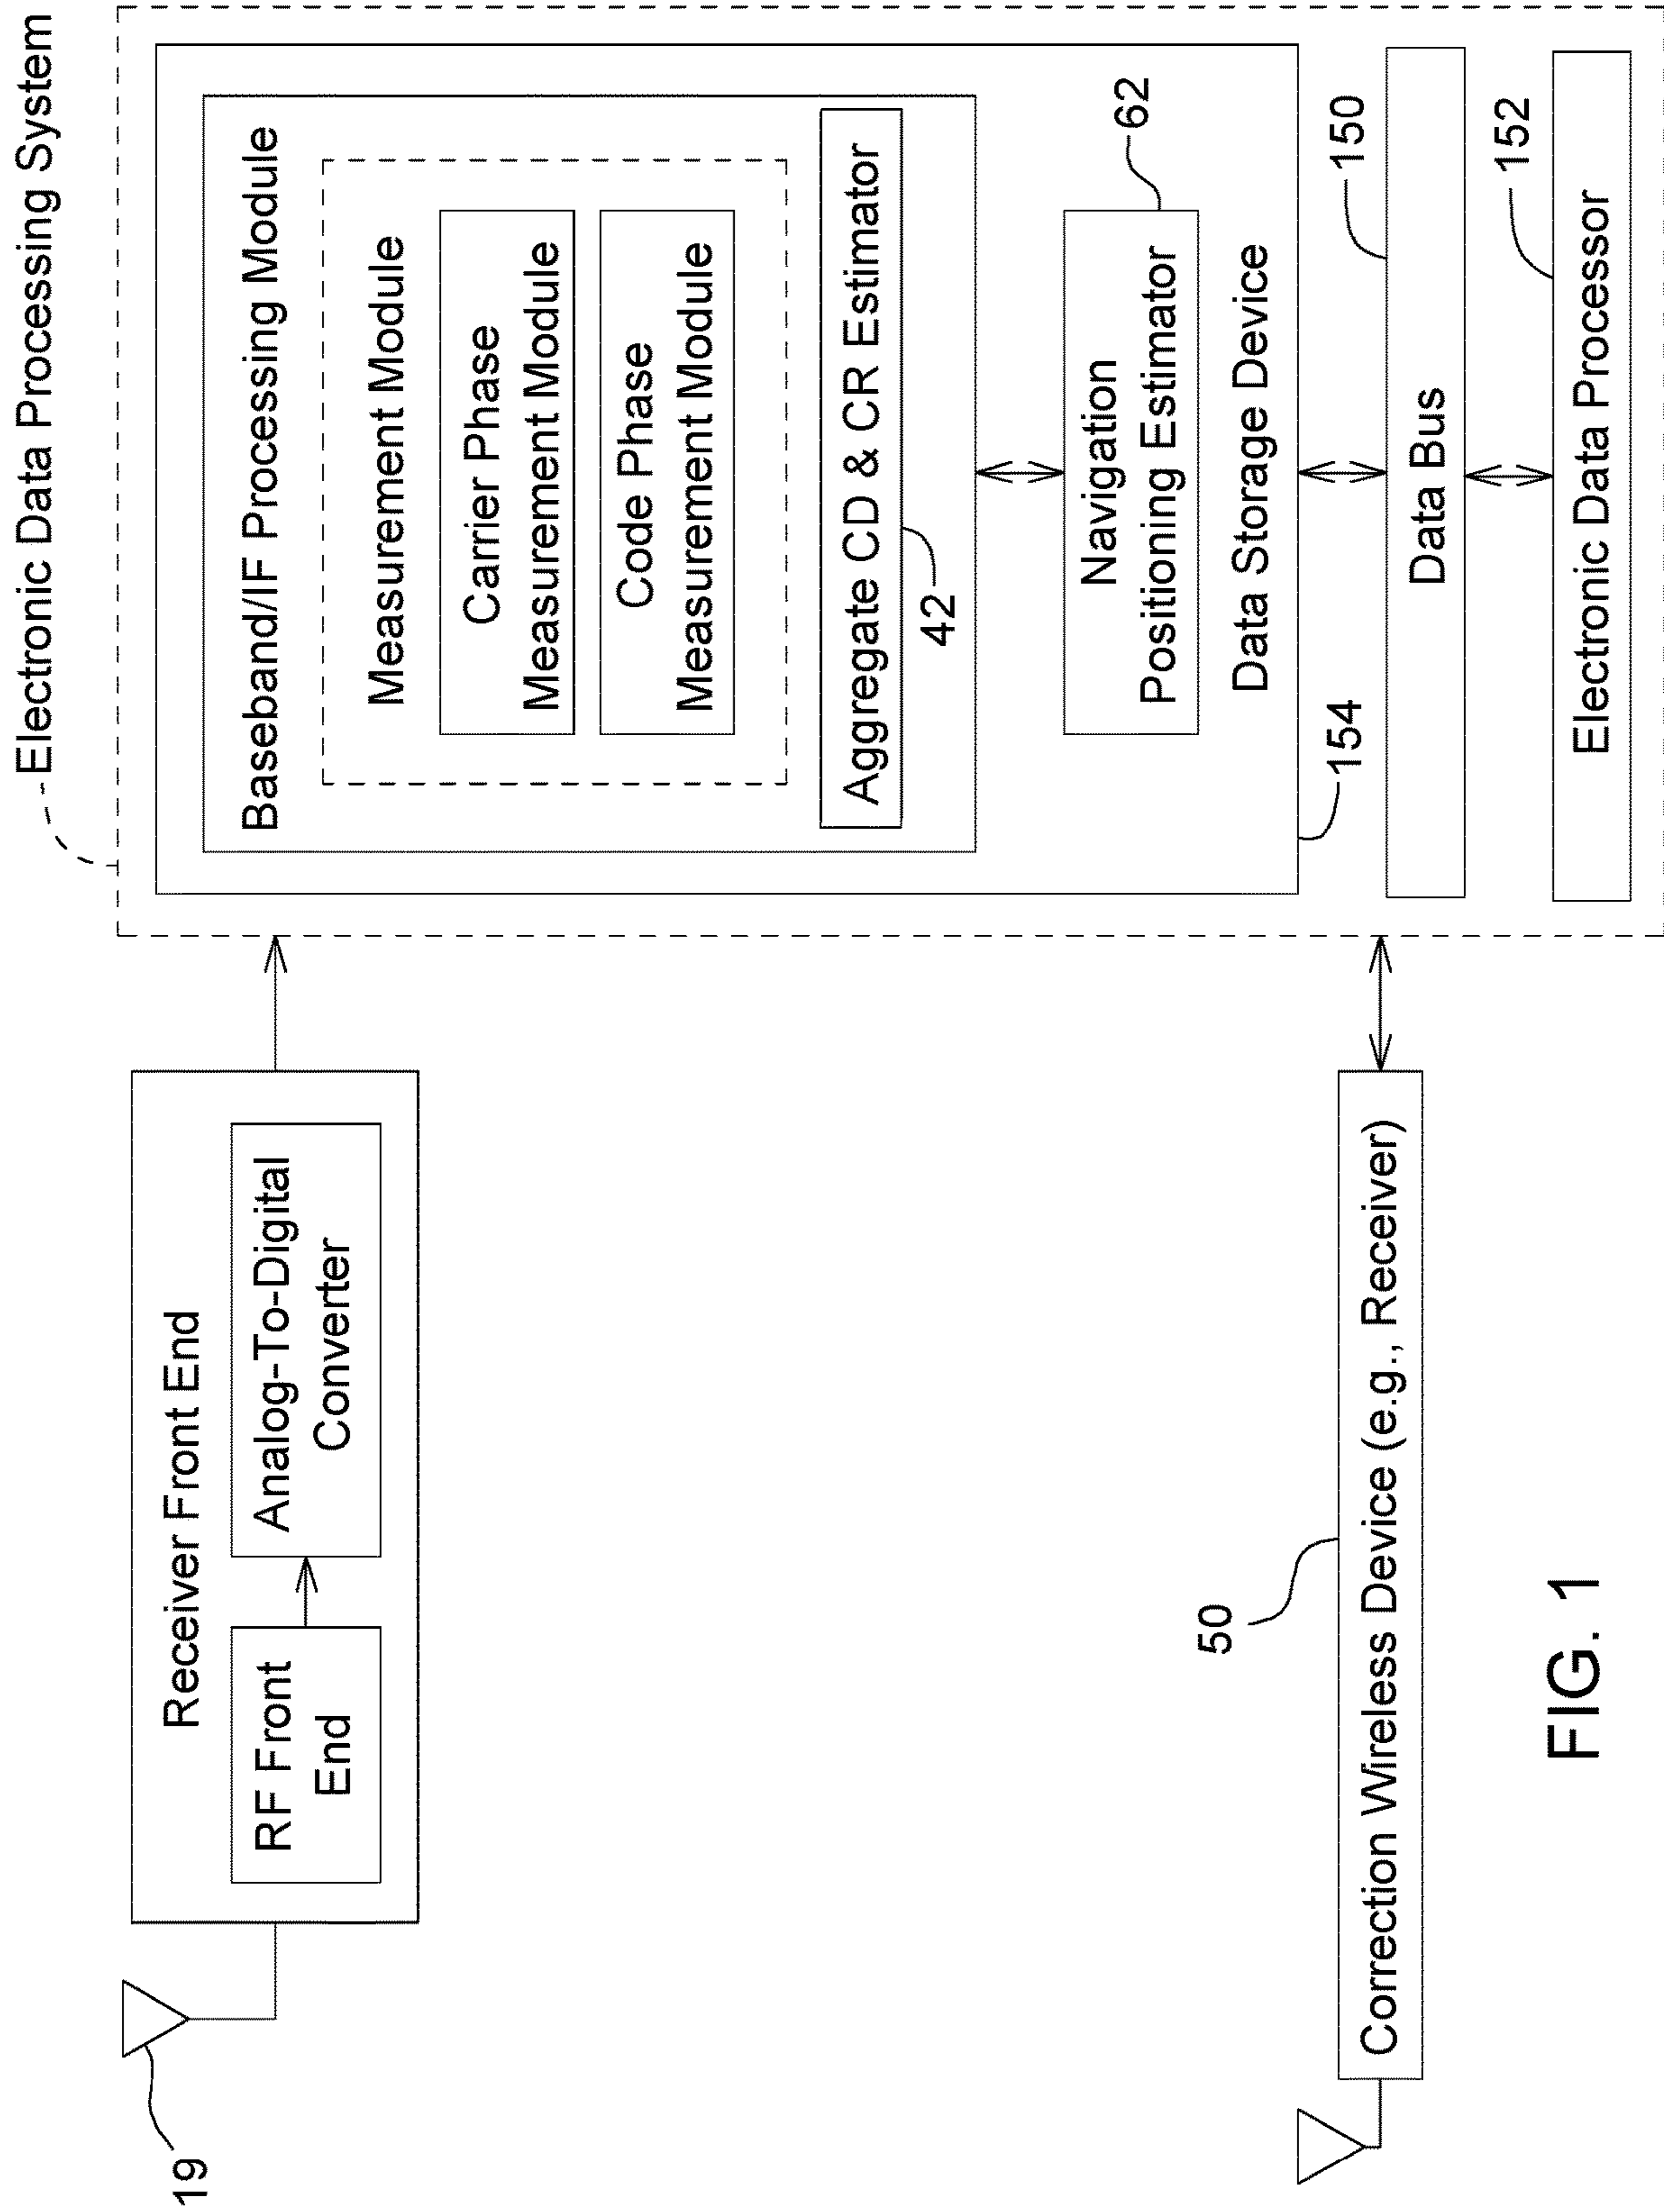 Electronic Data Processing System
Baseband/IF Processing Module
Measurement Module
Carrier Phase
Measurement Module
Code Phase
Measurement Module
Aggregate CD & CR Estimator
42
Navigation
Positioning Estimator
62
Data Storage Device
154
Data Bus
150
Electronic Data Processor
152
Receiver Front End
RF Front
End
Analog-To-Digital
Converter
19
Correction Wireless Device (e.g., Receiver)
50
FIG. 1